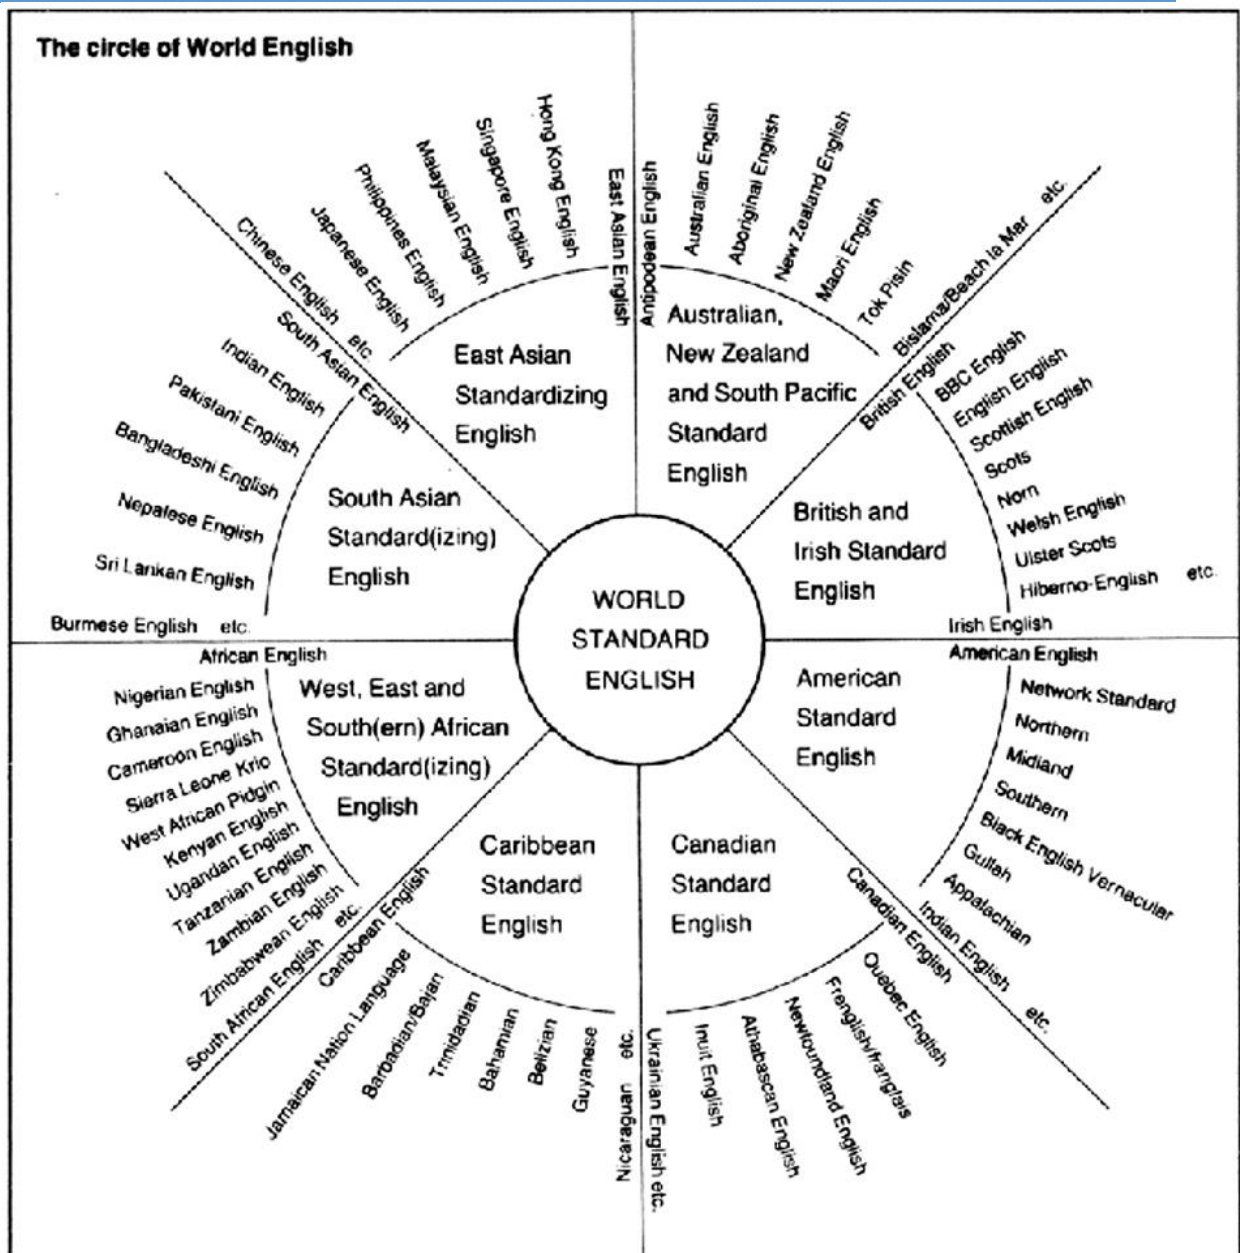 The circle of World English
WORLD
STANDARD
ENGLISH
East Asian
Standardizing
English
East Asian English
Hong Kong English
Singapore English
Malaysian English
Philippines English
Japanese English
Chinese English etc.
Australian,
New Zealand
and South Pacific
Standard
English
Antipodean English
Australian English
Aboriginal English
New Zealand English
Maori English
Tok Pisin
Bislama/Beach la Mar etc.
British and
Irish Standard
English
British English
BBC English
English English
Scottish English
Scots
Norn
Welsh English
Ulster Scots
Hiberno-English etc.
Irish English
American
Standard
English
American English
Network Standard
Northern
Midland
Southern
Black English Vernacular
Gullah
Appalachian
Indian English etc.
Canadian
Standard
English
Canadian English
Quebec English
Frenglish/franglais
Newfoundland English
Athabascan English
Inuit English
Ukrainian English etc.
Caribbean
Standard
English
Caribbean English
Jamaican Nation Language
Barbadian/Bajan
Trinidadian
Bahamian
Belizian
Guyanese
Nicaraguan etc.
West, East and
South(ern) African
Standard(izing)
English
African English
Nigerian English
Ghanaian English
Cameroon English
Sierra Leone Krio
West African Pidgin
Kenyan English
Ugandan English
Tanzanian English
Zambian English
Zimbabwean English
South African English etc.
South Asian
Standard(izing)
English
South Asian English
Indian English
Pakistani English
Bangladeshi English
Nepalese English
Sri Lankan English
Burmese English etc.